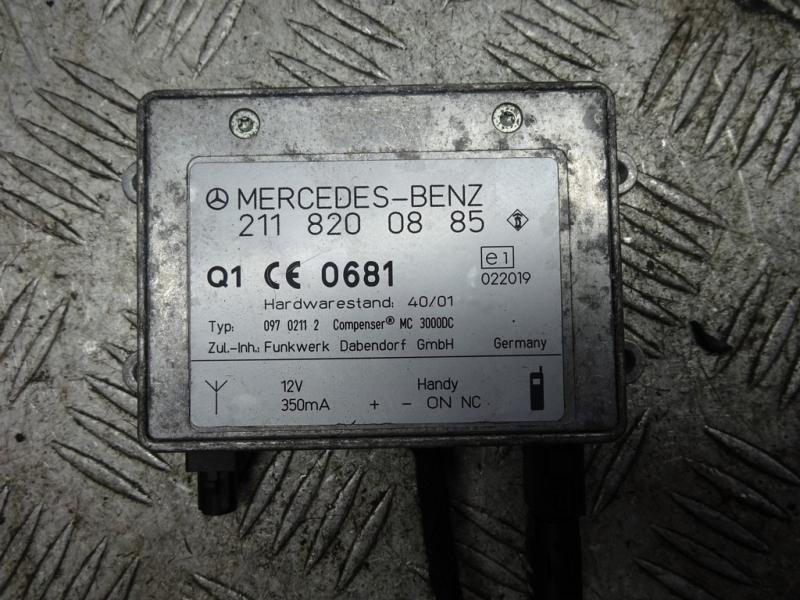 MERCEDES-BENZ
211 820 08 85
Q1 CE 0681
e1
022019
Hardwarestand: 40/01
Typ: 097 0211 2 Compenser® MC 3000DC
Zul.-Inh.: Funkwerk Dabendorf GmbH Germany
12V Handy
350mA + - ON NC